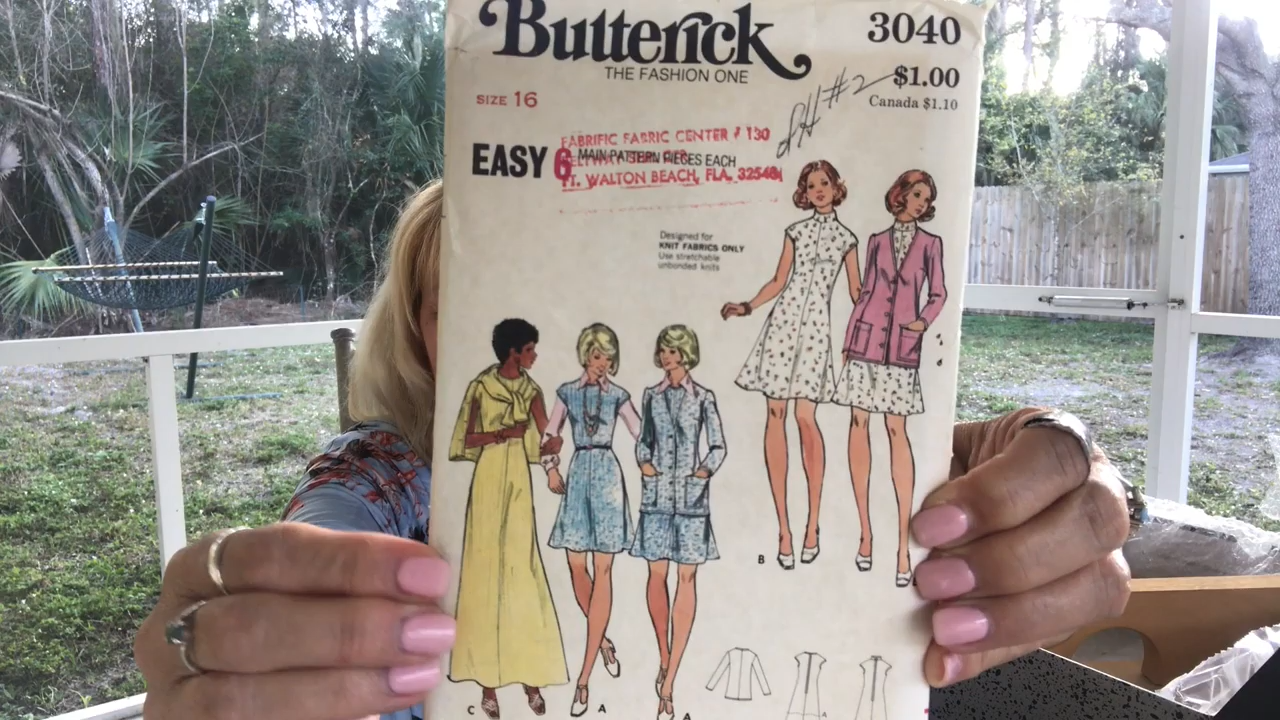 Butterick
THE FASHION ONE
3040
$1.00
Canada $1.10
SIZE 16
PH #2
FABRIFIC FABRIC CENTER # 130
EASY 6 MAIN PATTERN PIECES EACH
FT. WALTON BEACH, FLA. 32548
Designed for
KNIT FABRICS ONLY
Use stretchable
unbonded knits
B
C
A
A
A